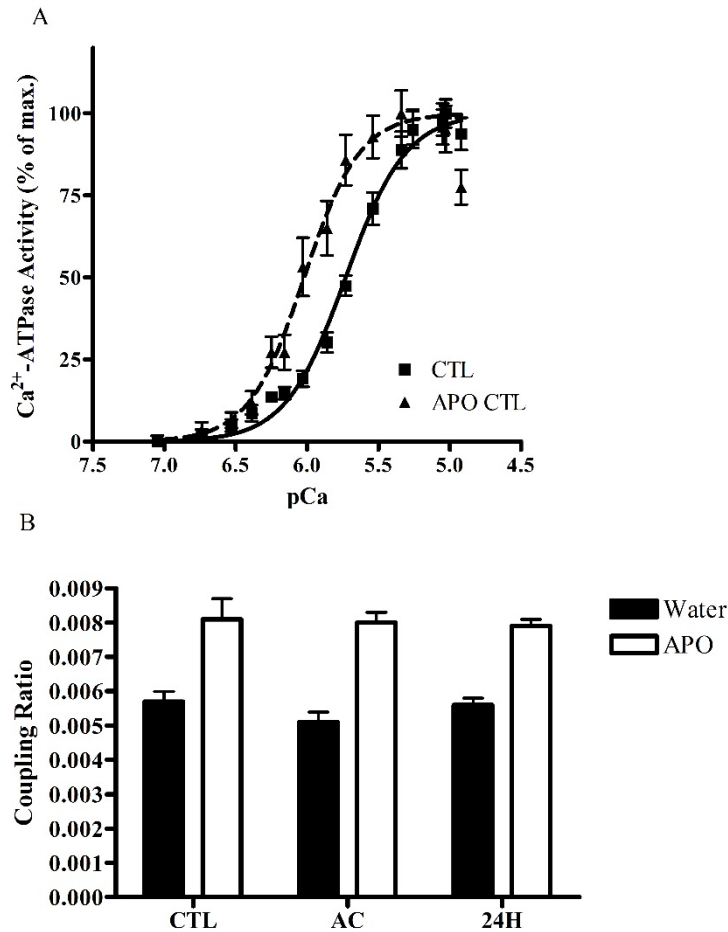 A
Ca²⁺-ATPase Activity (% of max.)
100
75
50
25
0
7.5 7.0 6.5 6.0 5.5 5.0 4.5
pCa
CTL
APO CTL
B
Coupling Ratio
0.009
0.008
0.007
0.006
0.005
0.004
0.003
0.002
0.001
0.000
CTL AC 24H
Water
APO